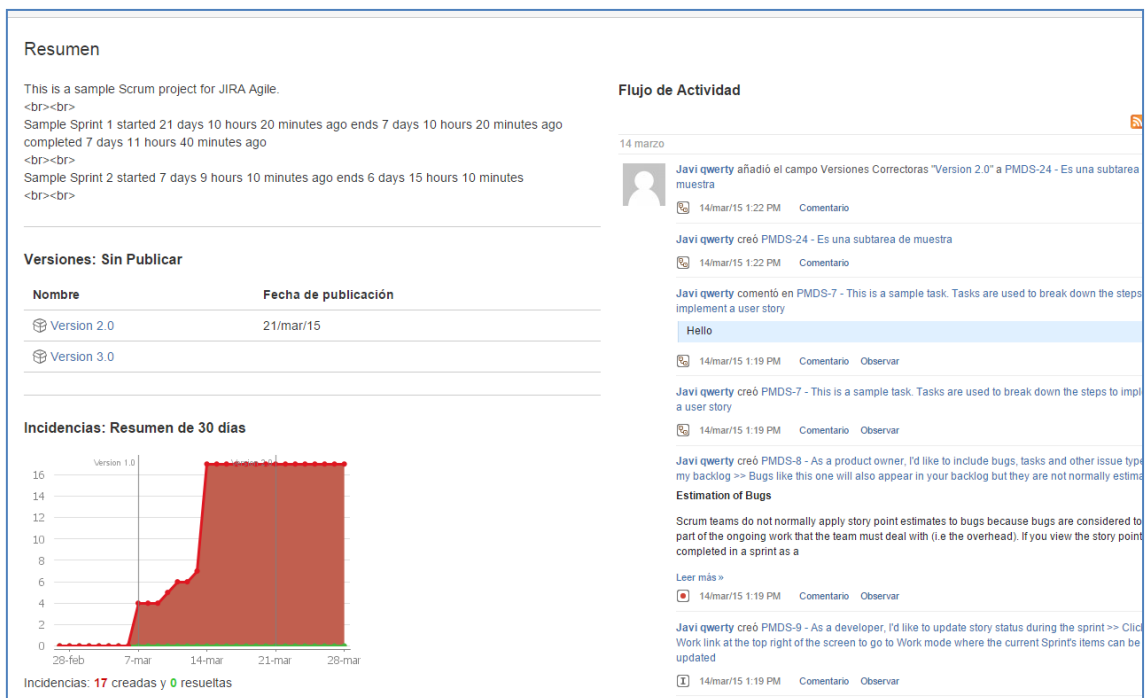 Resumen
This is a sample Scrum project for JIRA Agile.
<br><br>
Sample Sprint 1 started 21 days 10 hours 20 minutes ago ends 7 days 10 hours 20 minutes ago
completed 7 days 11 hours 40 minutes ago
<br><br>
Sample Sprint 2 started 7 days 9 hours 10 minutes ago ends 6 days 15 hours 10 minutes
<br><br>
Versiones: Sin Publicar
Nombre Fecha de publicación
Version 2.0 21/mar/15
Version 3.0
Incidencias: Resumen de 30 días
Version 1.0
16
14
12
10
8
6
4
2
0
28-feb 7-mar 14-mar 21-mar 28-mar
Incidencias: 17 creadas y 0 resueltas
Flujo de Actividad
14 marzo
Javi qwerty añadió el campo Versiones Correctoras "Version 2.0" a PMDS-24 - Es una subtarea
muestra
14/mar/15 1:22 PM Comentario
Javi qwerty creó PMDS-24 - Es una subtarea de muestra
14/mar/15 1:22 PM Comentario
Javi qwerty comentó en PMDS-7 - This is a sample task. Tasks are used to break down the steps
implement a user story
Hello
14/mar/15 1:19 PM Comentario Observar
Javi qwerty creó PMDS-7 - This is a sample task. Tasks are used to break down the steps to impl
a user story
14/mar/15 1:19 PM Comentario Observar
Javi qwerty creó PMDS-8 - As a product owner, I'd like to include bugs, tasks and other issue type
my backlog >> Bugs like this one will also appear in your backlog but they are not normally estima
Estimation of Bugs
Scrum teams do not normally apply story point estimates to bugs because bugs are considered to
part of the ongoing work that the team must deal with (i.e the overhead). If you view the story point
completed in a sprint as a
Leer más »
14/mar/15 1:19 PM Comentario Observar
Javi qwerty creó PMDS-9 - As a developer, I'd like to update story status during the sprint >> Clic
Work link at the top right of the screen to go to Work mode where the current Sprint's items can be
updated
14/mar/15 1:19 PM Comentario Observar